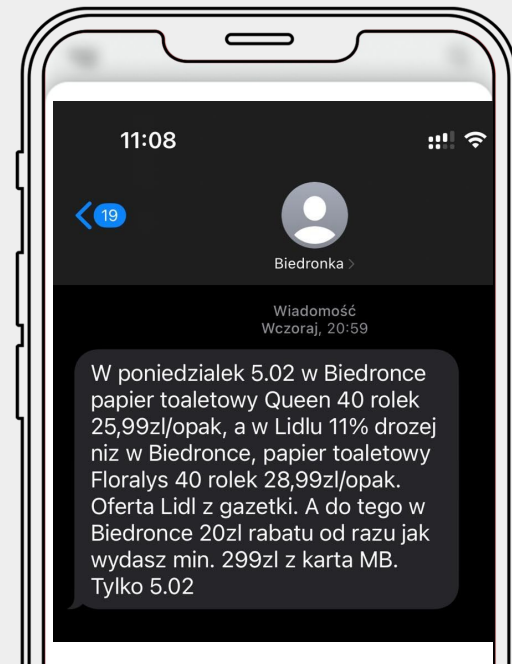 11:08
19
Biedronka >
Wiadomość
Wczoraj, 20:59
W poniedzialek 5.02 w Biedronce
papier toaletowy Queen 40 rolek
25,99zl/opak, a w Lidlu 11% drozej
niz w Biedronce, papier toaletowy
Floralys 40 rolek 28,99zl/opak.
Oferta Lidl z gazetki. A do tego w
Biedronce 20zl rabatu od razu jak
wydasz min. 299zl z karta MB.
Tylko 5.02